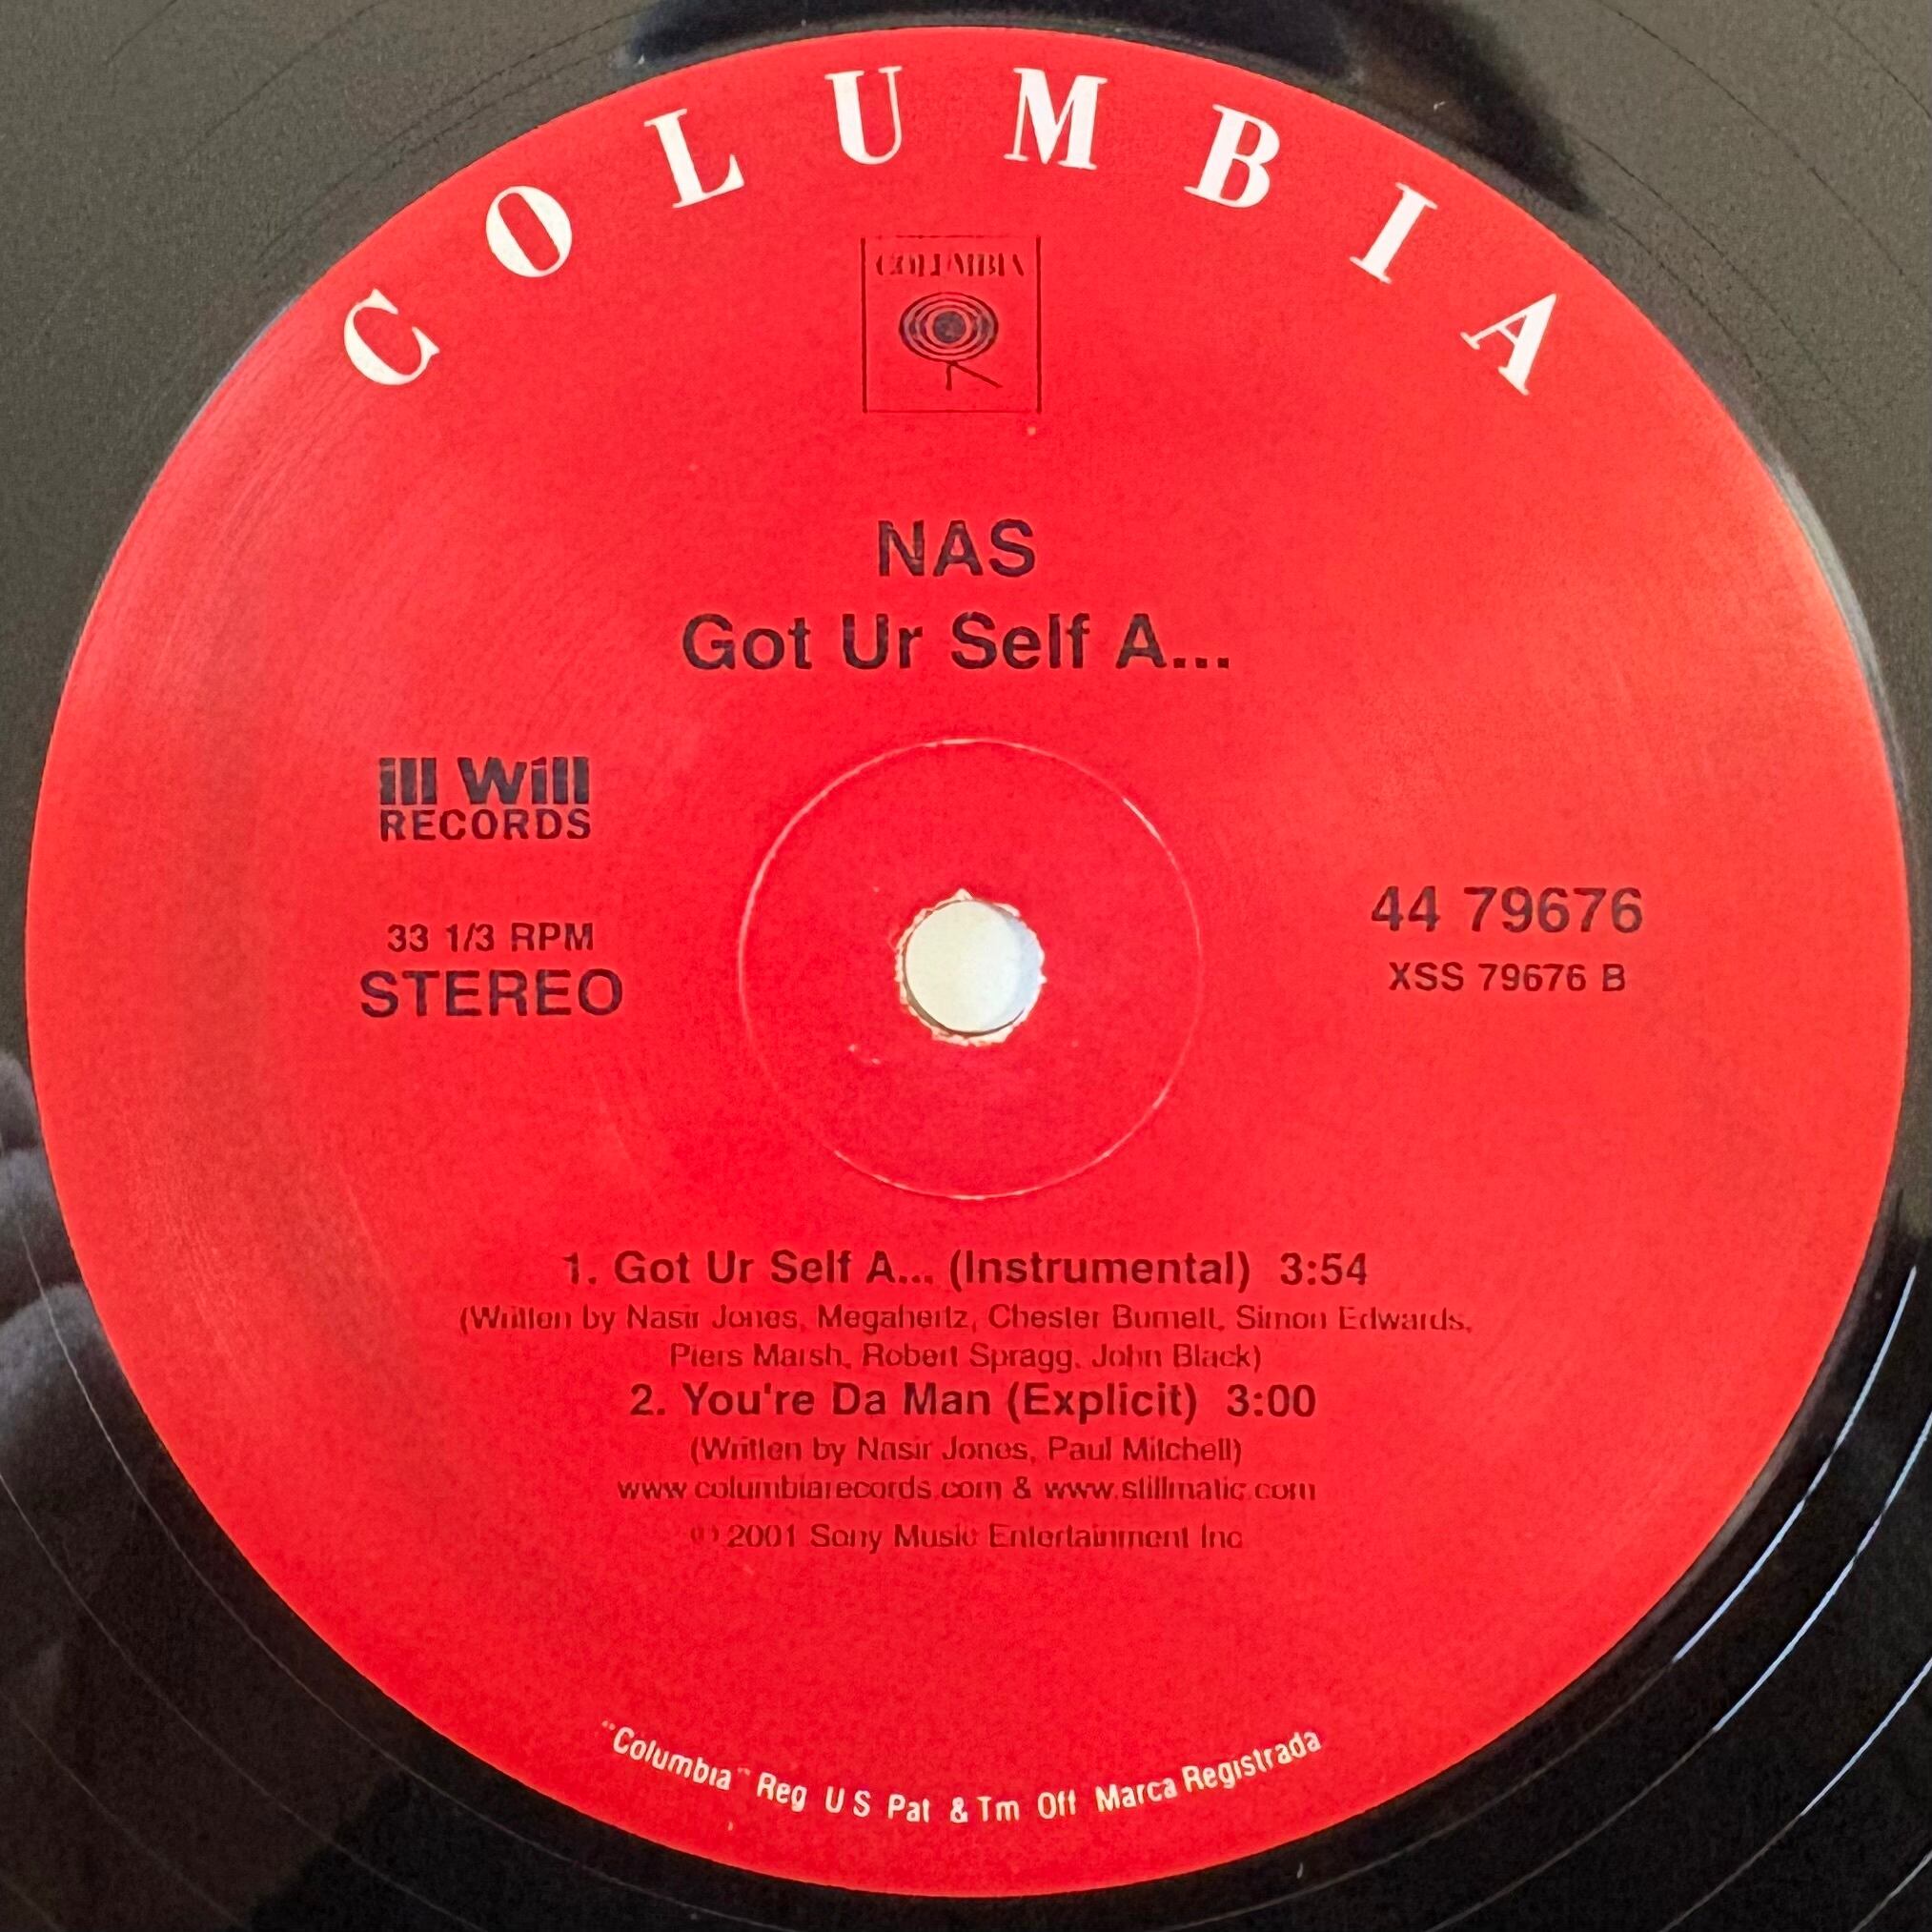 COLUMBIA
COLUMBIA
NAS
Got Ur Self A...
ill Will
RECORDS
33 1/3 RPM
STEREO
44 79676
XSS 79676 B
1. Got Ur Self A... (Instrumental) 3:54
(Written by Nasir Jones, Megahertz, Chester Burnett, Simon Edwards,
Piers Marsh, Robert Spragg, John Black)
2. You're Da Man (Explicit) 3:00
(Written by Nasir Jones, Paul Mitchell)
www.columbiarecords.com & www.stillmatic.com
℗ 2001 Sony Music Entertainment Inc.
"Columbia" Reg. U.S. Pat. & Tm. Off. Marca Registrada.